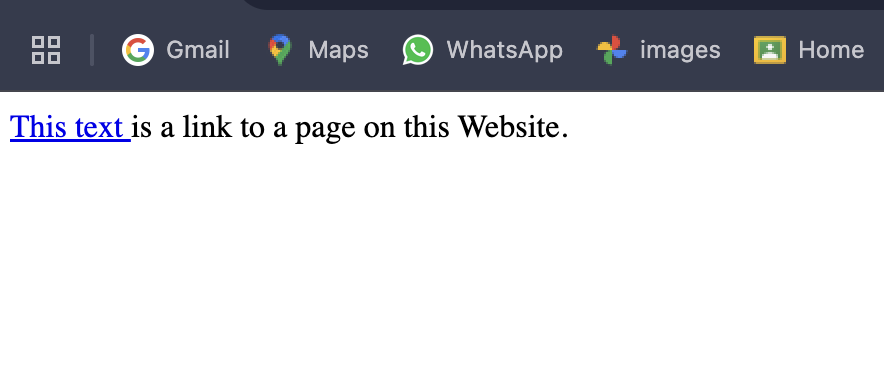 Gmail Maps WhatsApp images Home
This text is a link to a page on this Website.